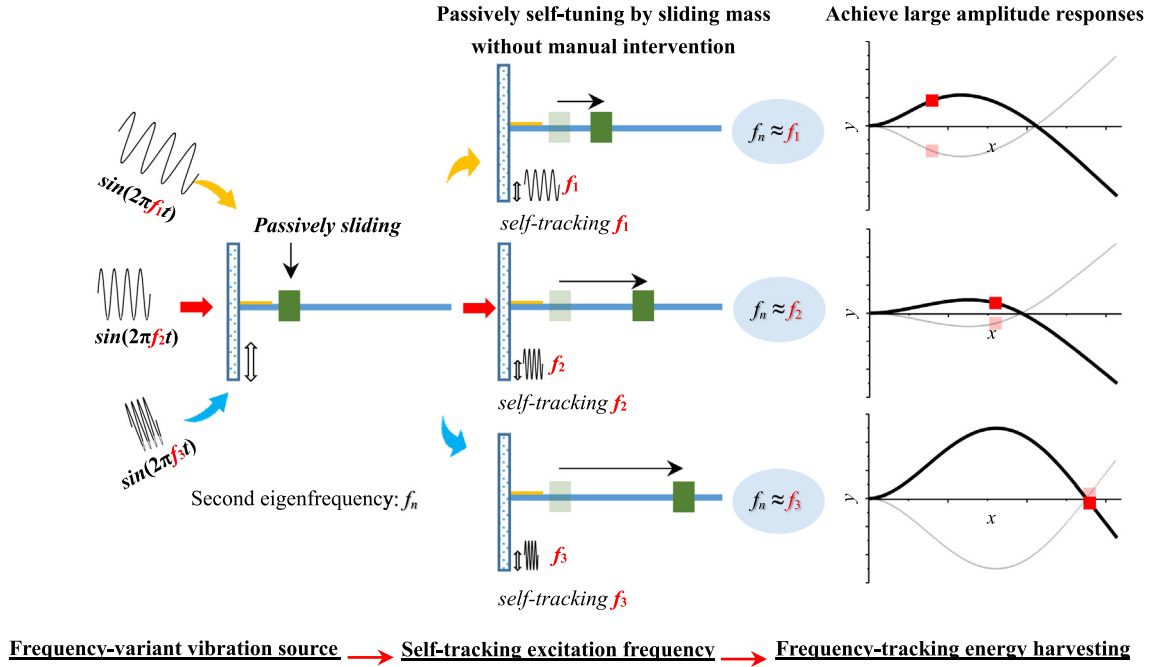 Passively self-tuning by sliding mass
without manual intervention
Achieve large amplitude responses
sin(2πf1t)
Passively sliding
sin(2πf2t)
sin(2πf3t)
Second eigenfrequency: fn
f1
self-tracking f1
fn ≈ f1
y
x
f2
self-tracking f2
fn ≈ f2
y
x
f3
self-tracking f3
fn ≈ f3
y
x
Frequency-variant vibration source
Self-tracking excitation frequency
Frequency-tracking energy harvesting